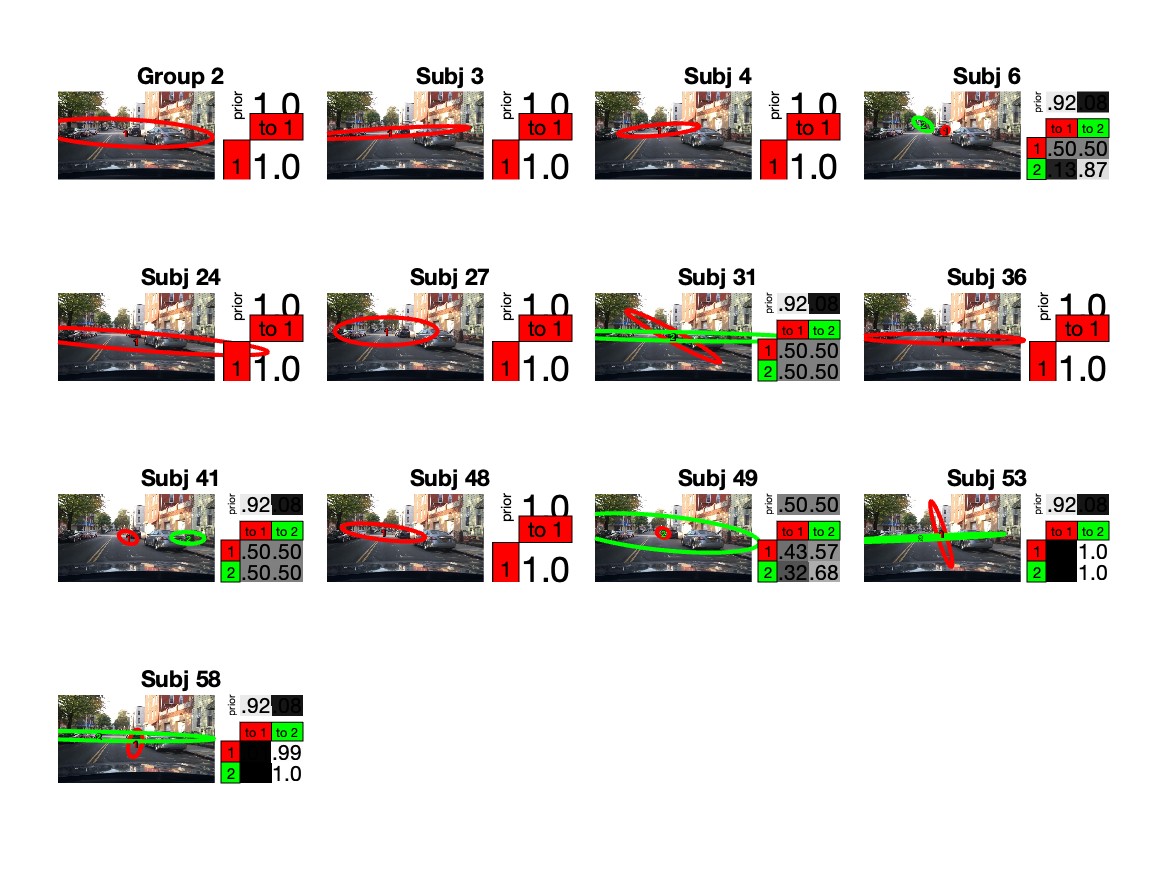 Group 2
prior 1.0
to 1
1 1.0
Subj 3
prior 1.0
to 1
1 1.0
Subj 4
prior 1.0
to 1
1 1.0
Subj 6
prior .92 .08
to 1 to 2
1 .50 .50
2 .13 .87
Subj 24
prior 1.0
to 1
1 1.0
Subj 27
prior 1.0
to 1
1 1.0
Subj 31
prior .92 .08
to 1 to 2
1 .50 .50
2 .50 .50
Subj 36
prior 1.0
to 1
1 1.0
Subj 41
prior .92 .08
to 1 to 2
1 .50 .50
2 .50 .50
Subj 48
prior 1.0
to 1
1 1.0
Subj 49
prior .50 .50
to 1 to 2
1 .43 .57
2 .32 .68
Subj 53
prior .92 .08
to 1 to 2
1 1.0
2 1.0
Subj 58
prior .92 .08
to 1 to 2
1 .99
2 1.0